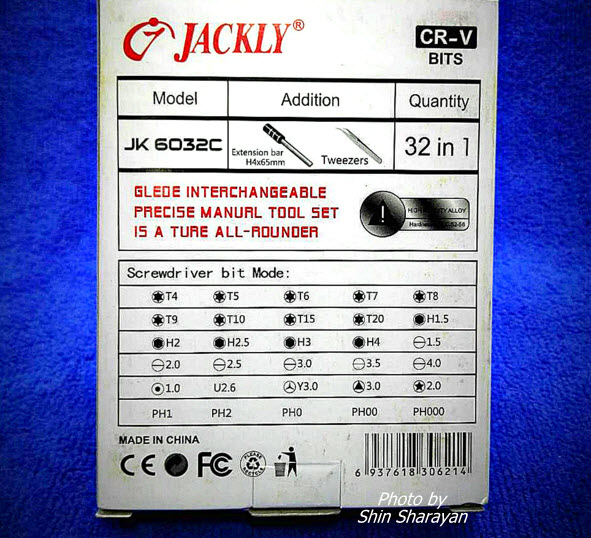 JACKLY®
CR-V
BITS
Model Addition Quantity
JK 6032C Extension bar H4x65mm Tweezers 32 in 1
GLEDE INTERCHANGEABLE
PRECISE MANUAL TOOL SET
IS A TURE ALL-ROUNDER
ALLOY
Screwdriver bit Mode:
T4 T5 T6 T7 T8
T9 T10 T15 T20 H1.5
H2 H2.5 H3 H4 1.5
2.0 2.5 3.0 3.5 4.0
1.0 U2.6 Y3.0 3.0 2.0
PH1 PH2 PH0 PH00 PH000
MADE IN CHINA
CE FC PLEASE RECYCLE
6 937618 306214
Photo by
Shin Sharayan